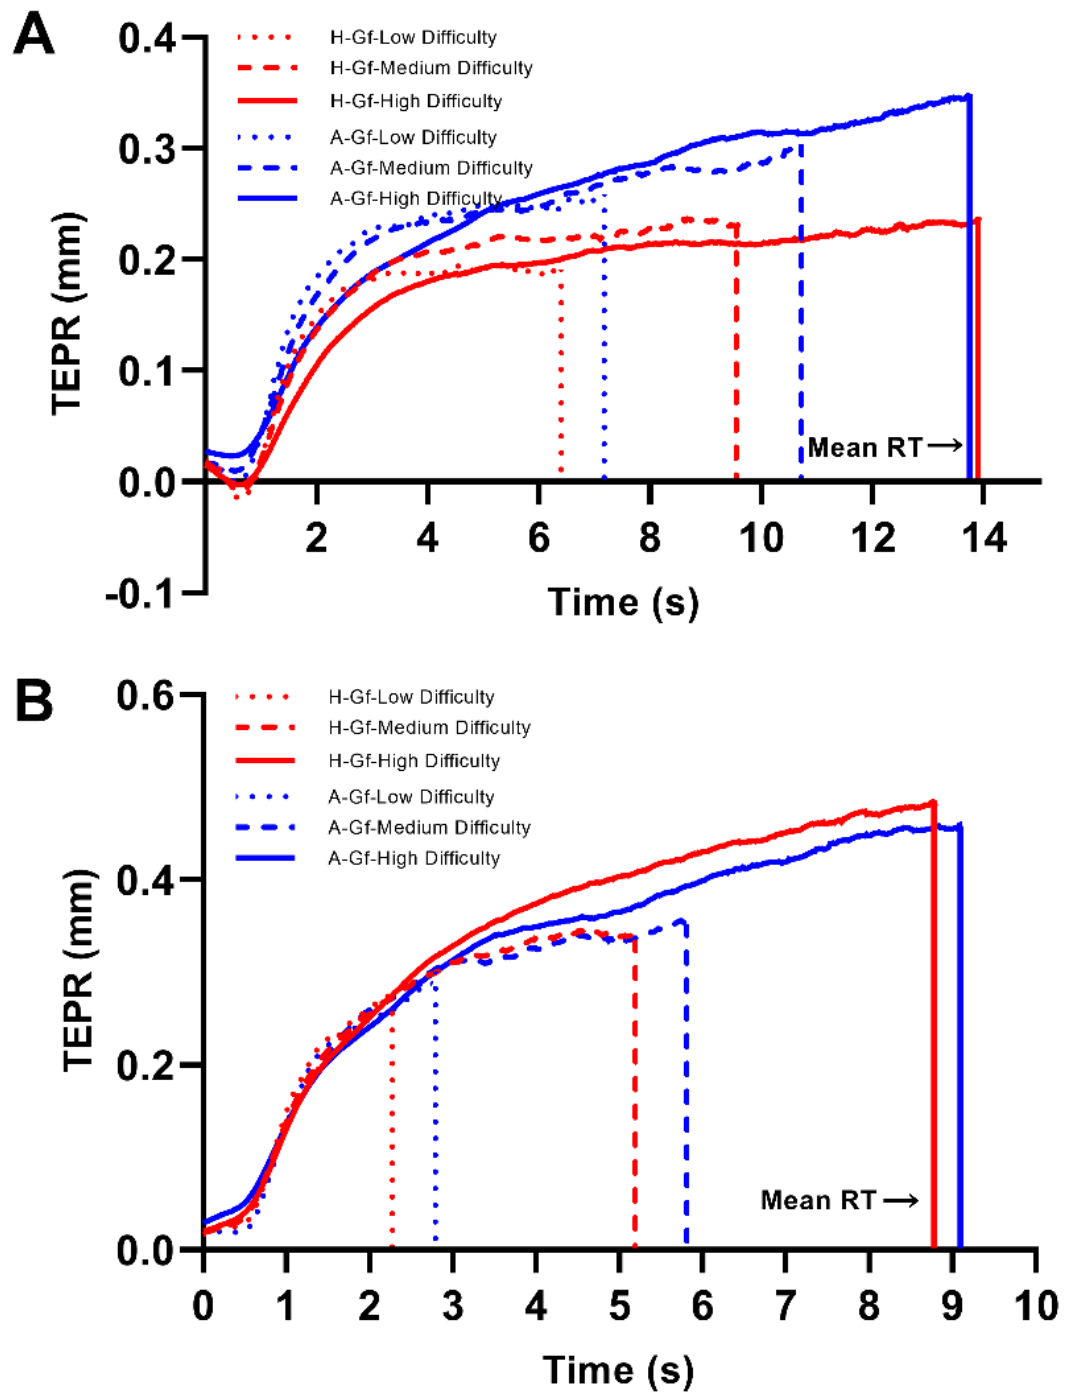 A
0.4
0.3
0.2
0.1
0.0
-0.1
TEPR (mm)
H-Gf-Low Difficulty
H-Gf-Medium Difficulty
H-Gf-High Difficulty
A-Gf-Low Difficulty
A-Gf-Medium Difficulty
A-Gf-High Difficulty
Mean RT→
2 4 6 8 10 12 14
Time (s)
B
0.6
0.4
0.2
0.0
TEPR (mm)
H-Gf-Low Difficulty
H-Gf-Medium Difficulty
H-Gf-High Difficulty
A-Gf-Low Difficulty
A-Gf-Medium Difficulty
A-Gf-High Difficulty
Mean RT→
0 1 2 3 4 5 6 7 8 9 10
Time (s)